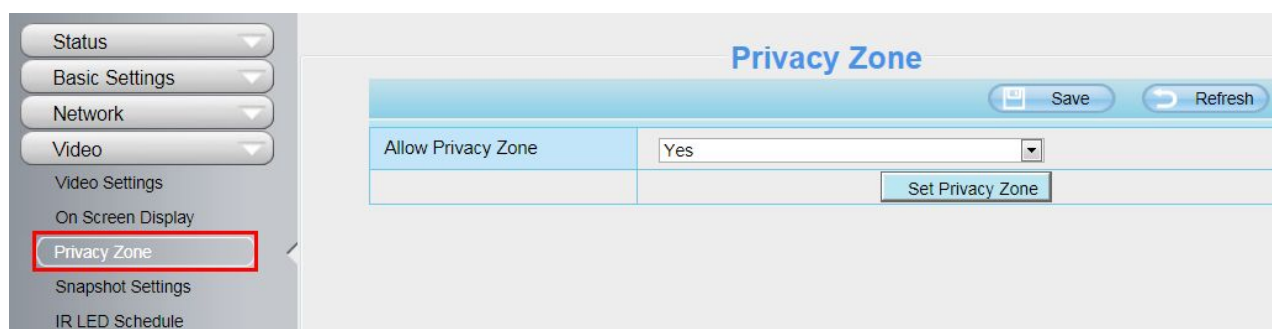 Status
Basic Settings
Network
Video
Video Settings
On Screen Display
Privacy Zone
Snapshot Settings
IR LED Schedule
Privacy Zone
Save Refresh
Allow Privacy Zone Yes
Set Privacy Zone